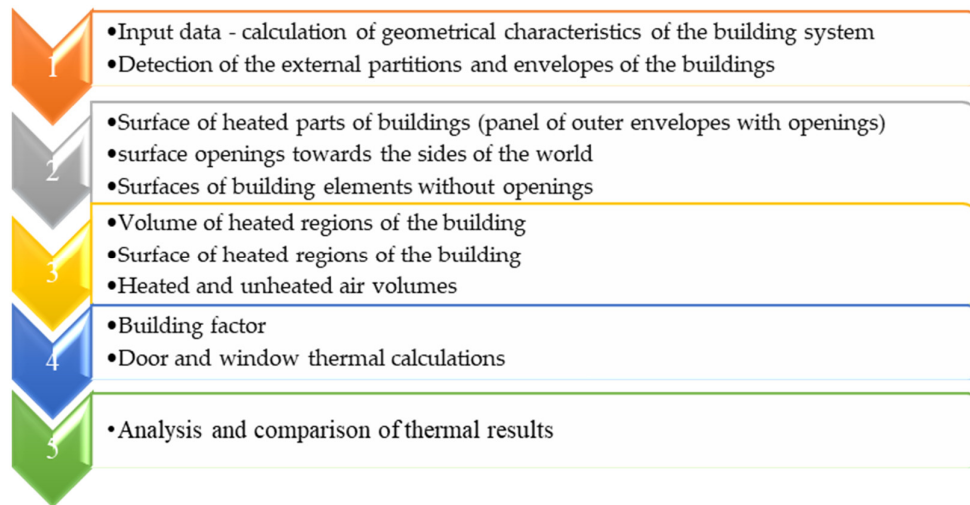 1
•Input data - calculation of geometrical characteristics of the building system
•Detection of the external partitions and envelopes of the buildings
2
•Surface of heated parts of buildings (panel of outer envelopes with openings)
•surface openings towards the sides of the world
•Surfaces of building elements without openings
3
•Volume of heated regions of the building
•Surface of heated regions of the building
•Heated and unheated air volumes
4
•Building factor
•Door and window thermal calculations
5
•Analysis and comparison of thermal results